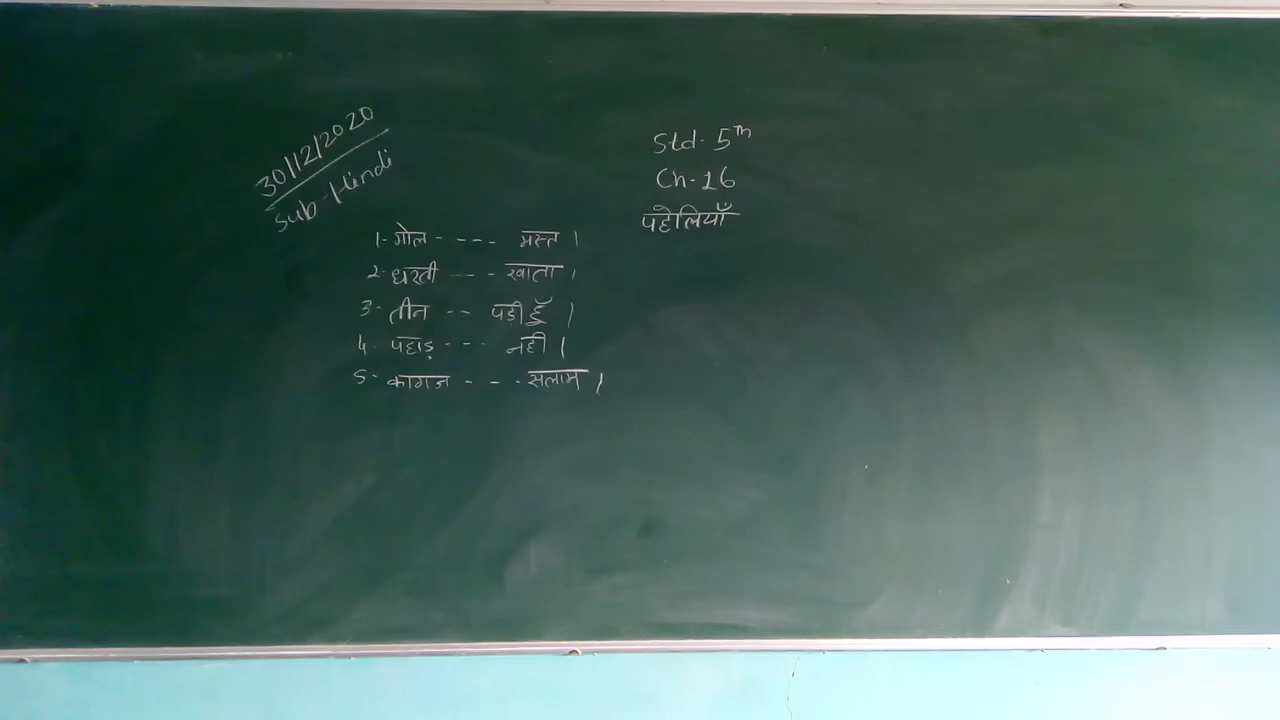 30/12/2020
Sub-Hindi
Std-5th
Ch-16
पहेलियाँ
1-गोल ---- मस्त।
2-धरती --- खाता।
3-तीन -- पड़ी हूँ।
4. पहाड़ --- नही।
5-कागज --- सलाम।